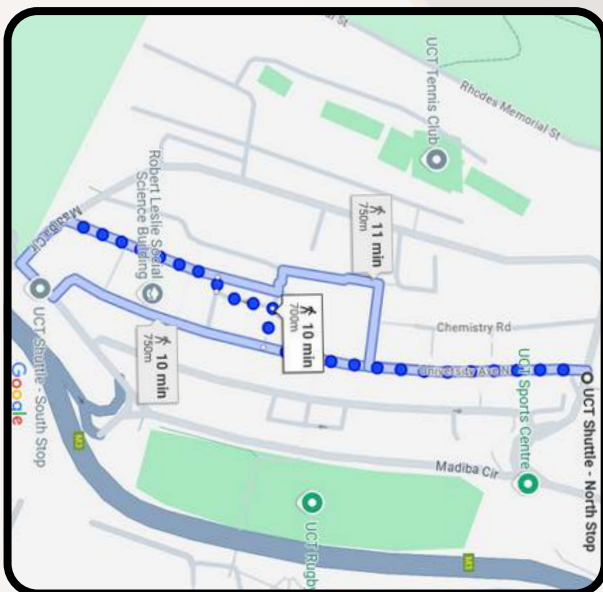 Rhodes Memorial St
UCT Tennis Club
Robert Leslie Social
Science Building
11 min
750m
Madiba Cir
10 min
700m
Chemistry Rd
University Ave N
10 min
750m
UCT Sports Centre
UCT Shuttle - North Stop
UCT Shuttle - South Stop
Madiba Cir
Google
M3
UCT Rugb
M3